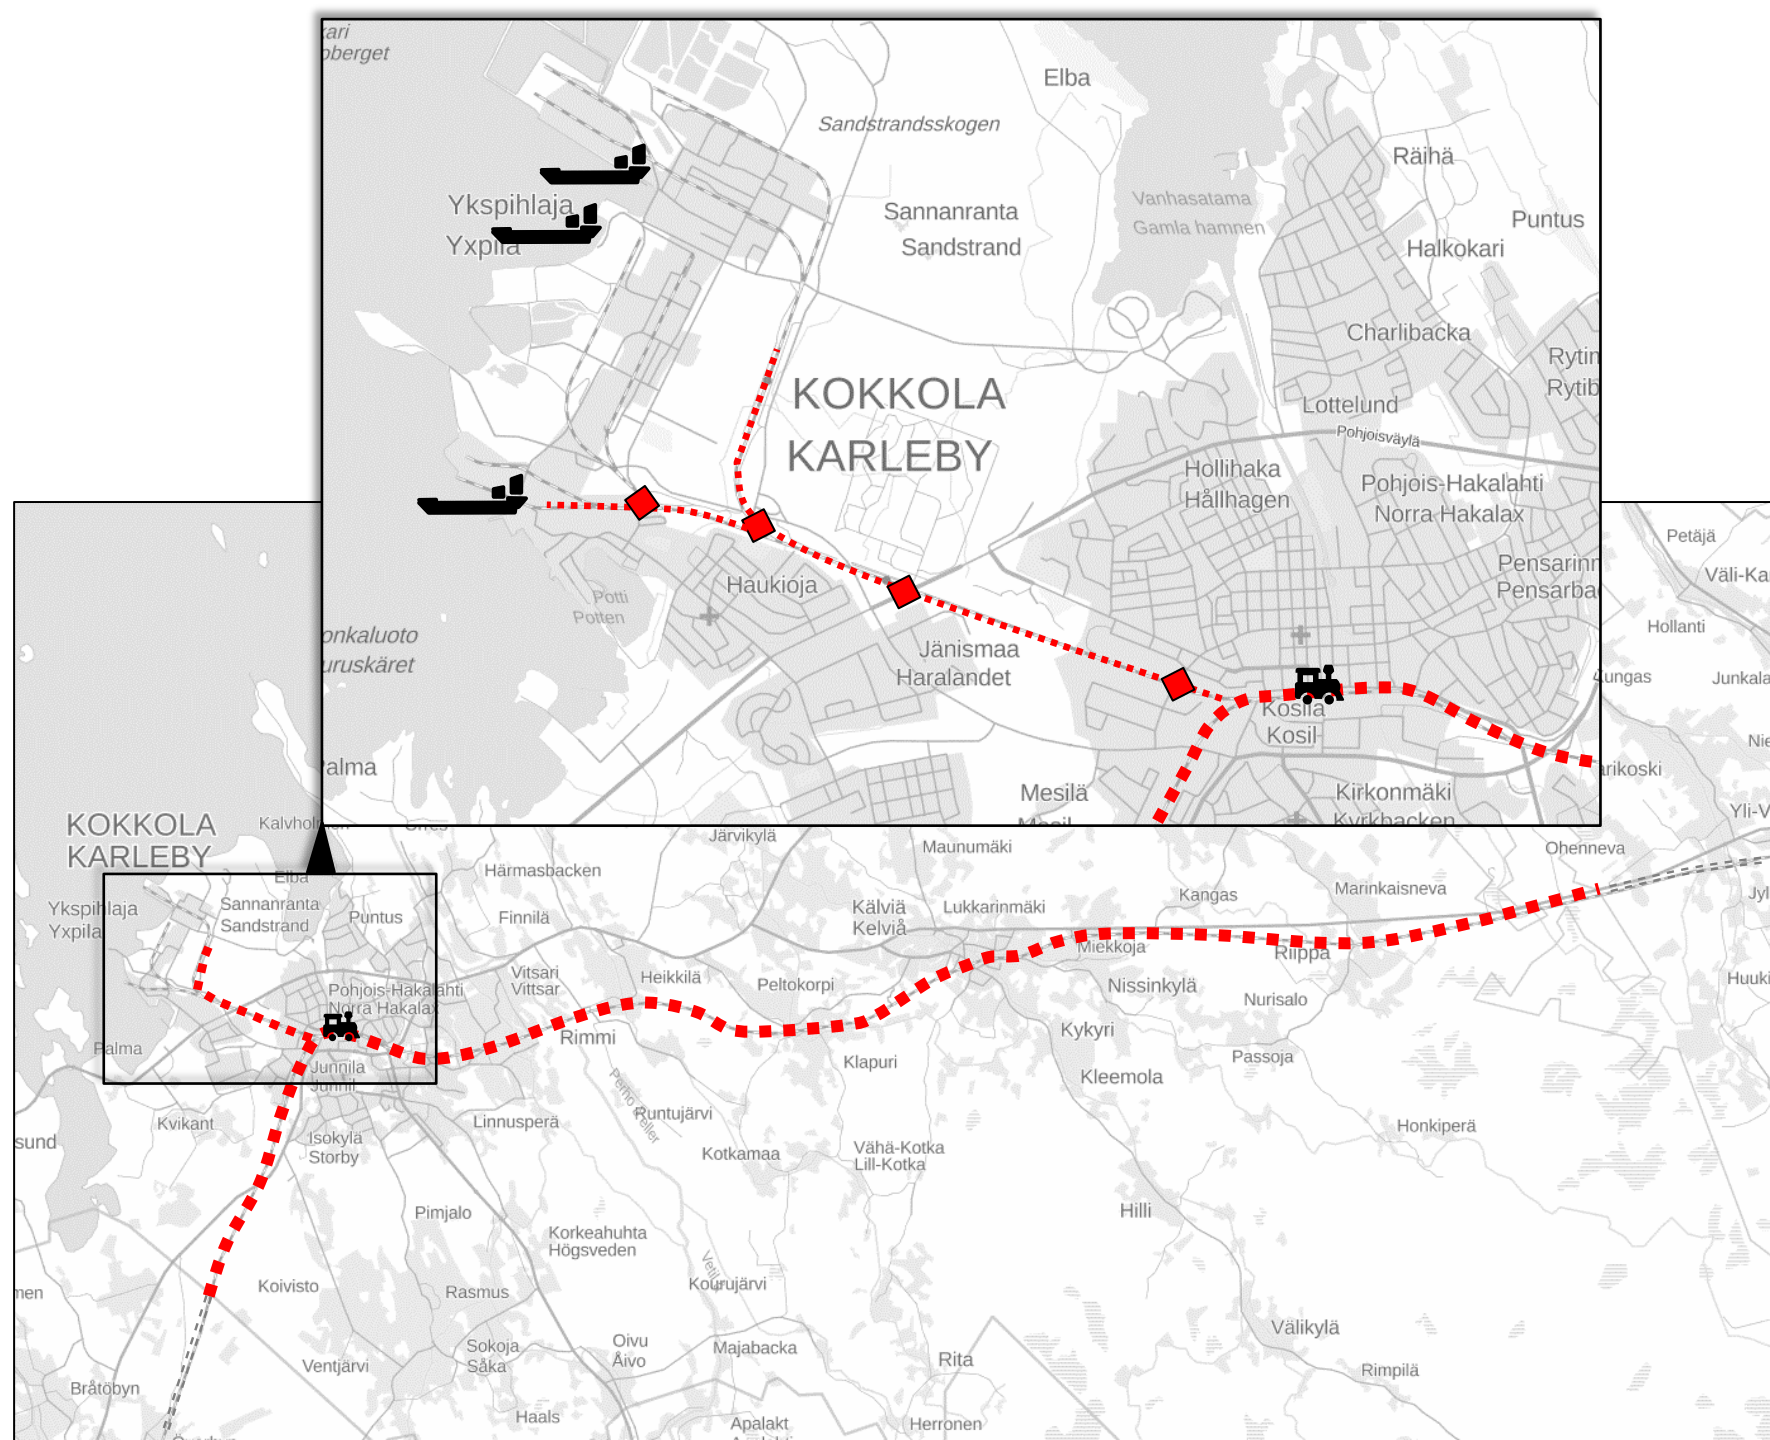 Elba
Sandstrandsskogen
Räihä
Ykspihlaja
Yxpila
Sannanranta
Sandstrand
Vanhasatama
Gamla hamnen
Puntus
Halkokari
Charlibacka
KOKKOLA
KARLEBY
Lottelund
Pohjoisväylä
Hollihaka
Hållhagen
Pohjois-Hakalahti
Norra Hakalax
Haukioja
Potti
Potten
Jänismaa
Haralandet
Kosila
Kosil
Mesilä
Kirkonmäki
Kyrkbacken
Petäjä
Hollanti
KOKKOLA
KARLEBY
Järvikylä
Maunumäki
Ohenneva
Härmasbacken
Elba
Ykspihlaja
Yxpila
Sannanranta
Sandstrand
Puntus
Finnilä
Kälviä
Kelviå
Lukkarinmäki
Kangas
Marinkaisneva
Miekkoja
Riippa
Vitsari
Vittsar
Heikkilä
Peltokorpi
Nissinkylä
Nurisalo
Pohjois-Hakalahti
Norra Hakalax
Rimmi
Kykyri
Palma
Passoja
Klapuri
Junnila
Junnil
Kleemola
Perho
Kvikant
Linnusperä
Runtujärvi
Honkiperä
Isokylä
Storby
Kotkamaa
Vähä-Kotka
Lill-Kotka
Pimjalo
Hilli
Korkeahuhta
Högsveden
Koivisto
Rasmus
Kourujärvi
Välikylä
Sokoja
Såka
Oivu
Åivo
Majabacka
Ventjärvi
Rita
Rimpilä
Bråtöbyn
Haals
Apalakt
Herronen